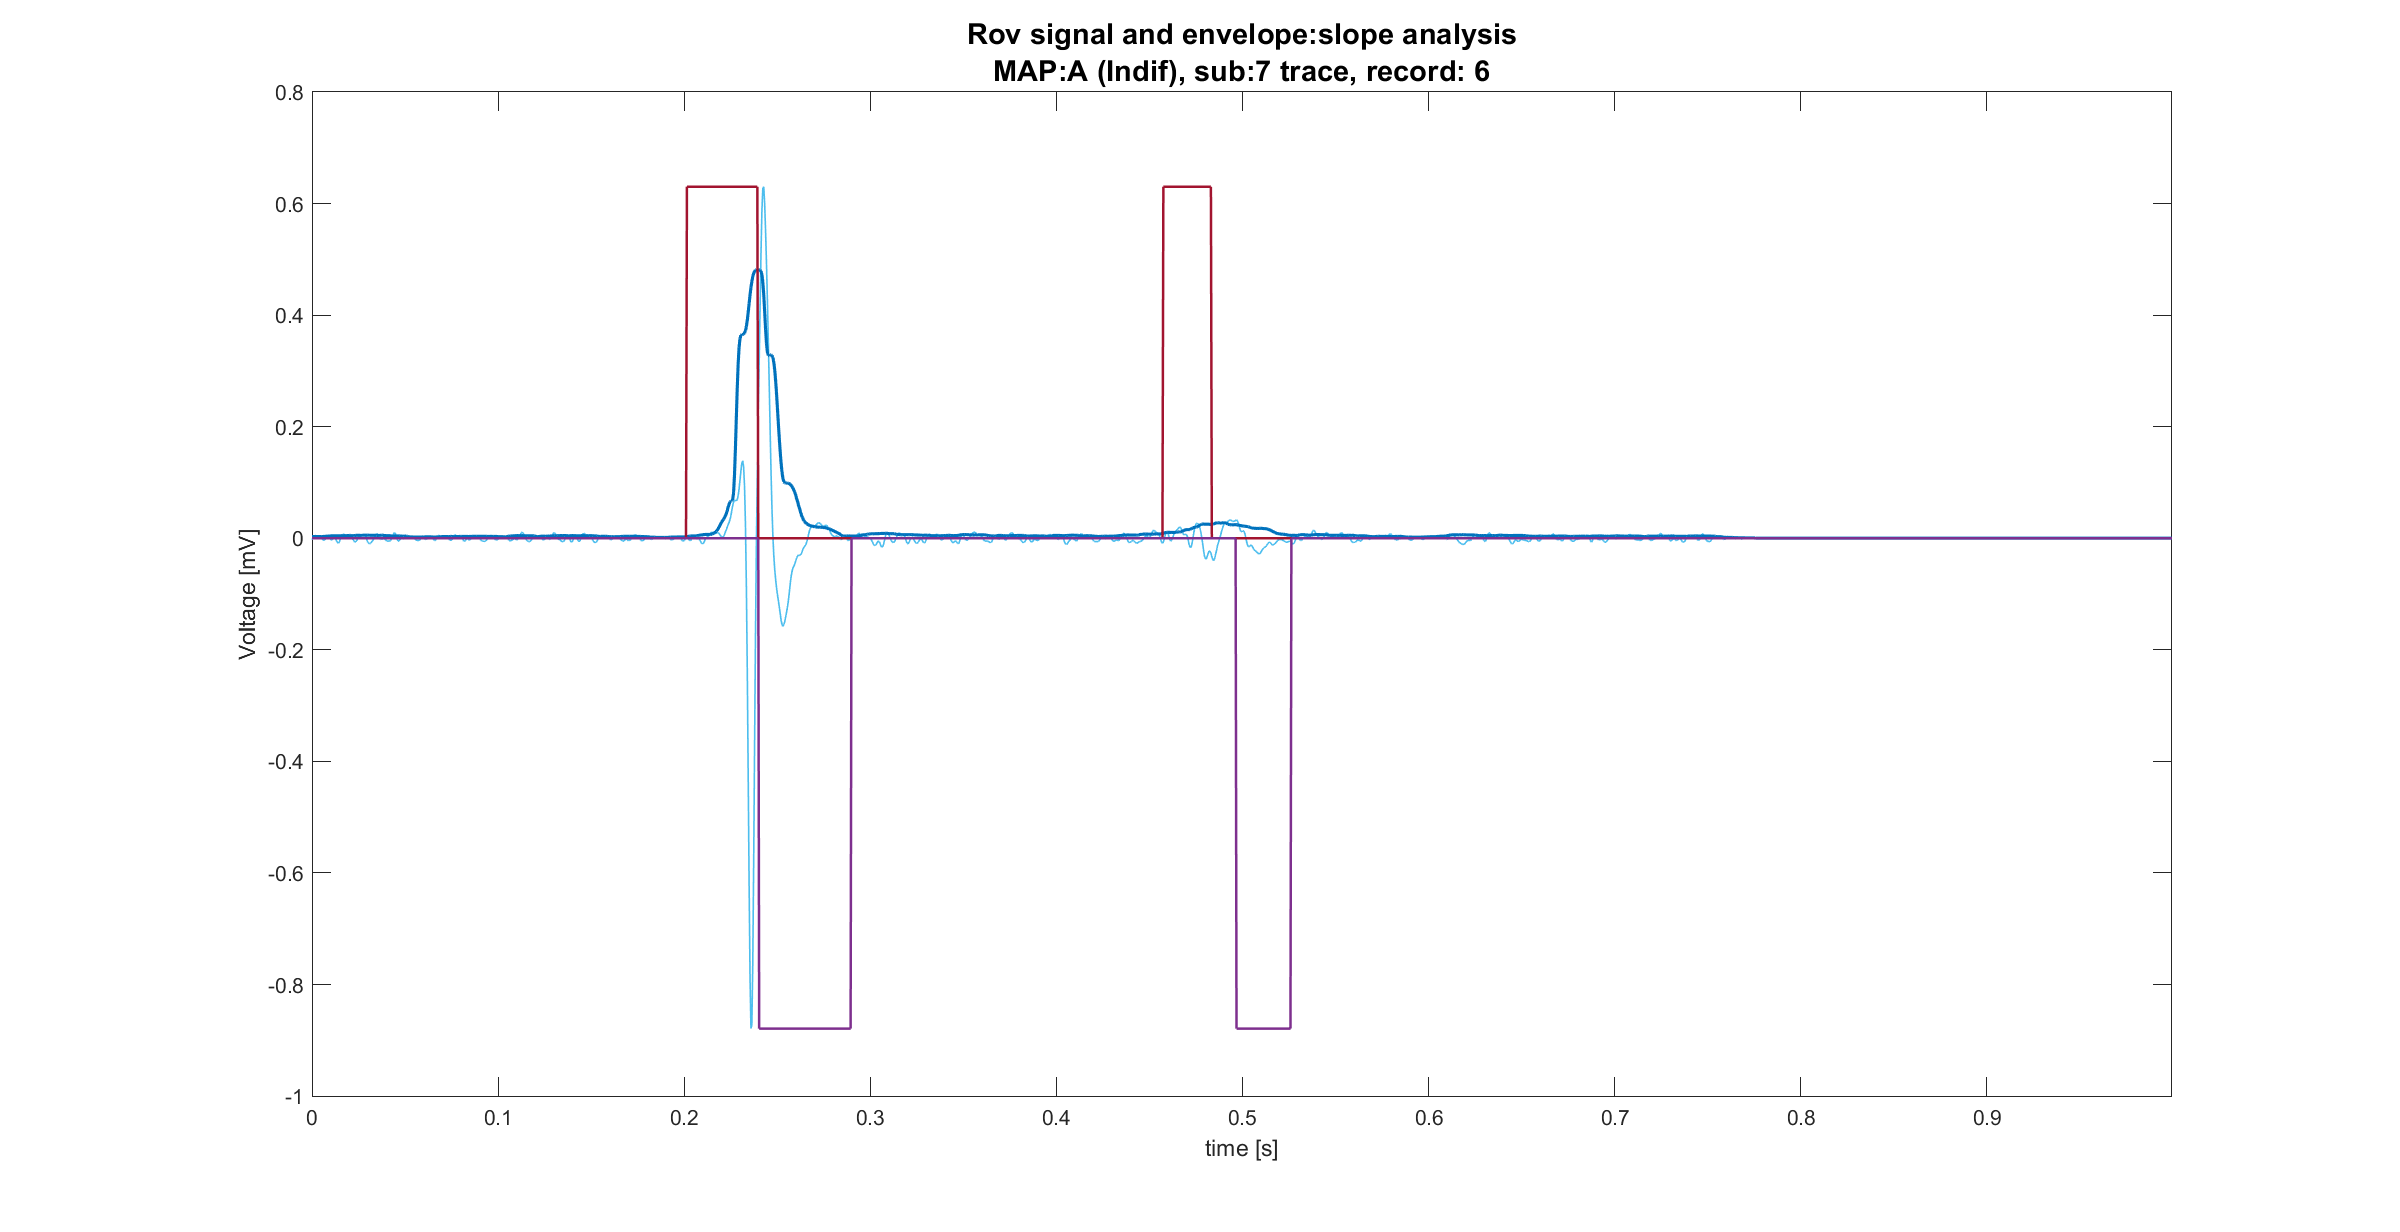 Rov signal and envelope:slope analysis
MAP:A (Indif), sub:7 trace, record: 6
0.8
0.6
0.4
0.2
0
-0.2
-0.4
-0.6
-0.8
-1
Voltage [mV]
0 0.1 0.2 0.3 0.4 0.5 0.6 0.7 0.8 0.9
time [s]